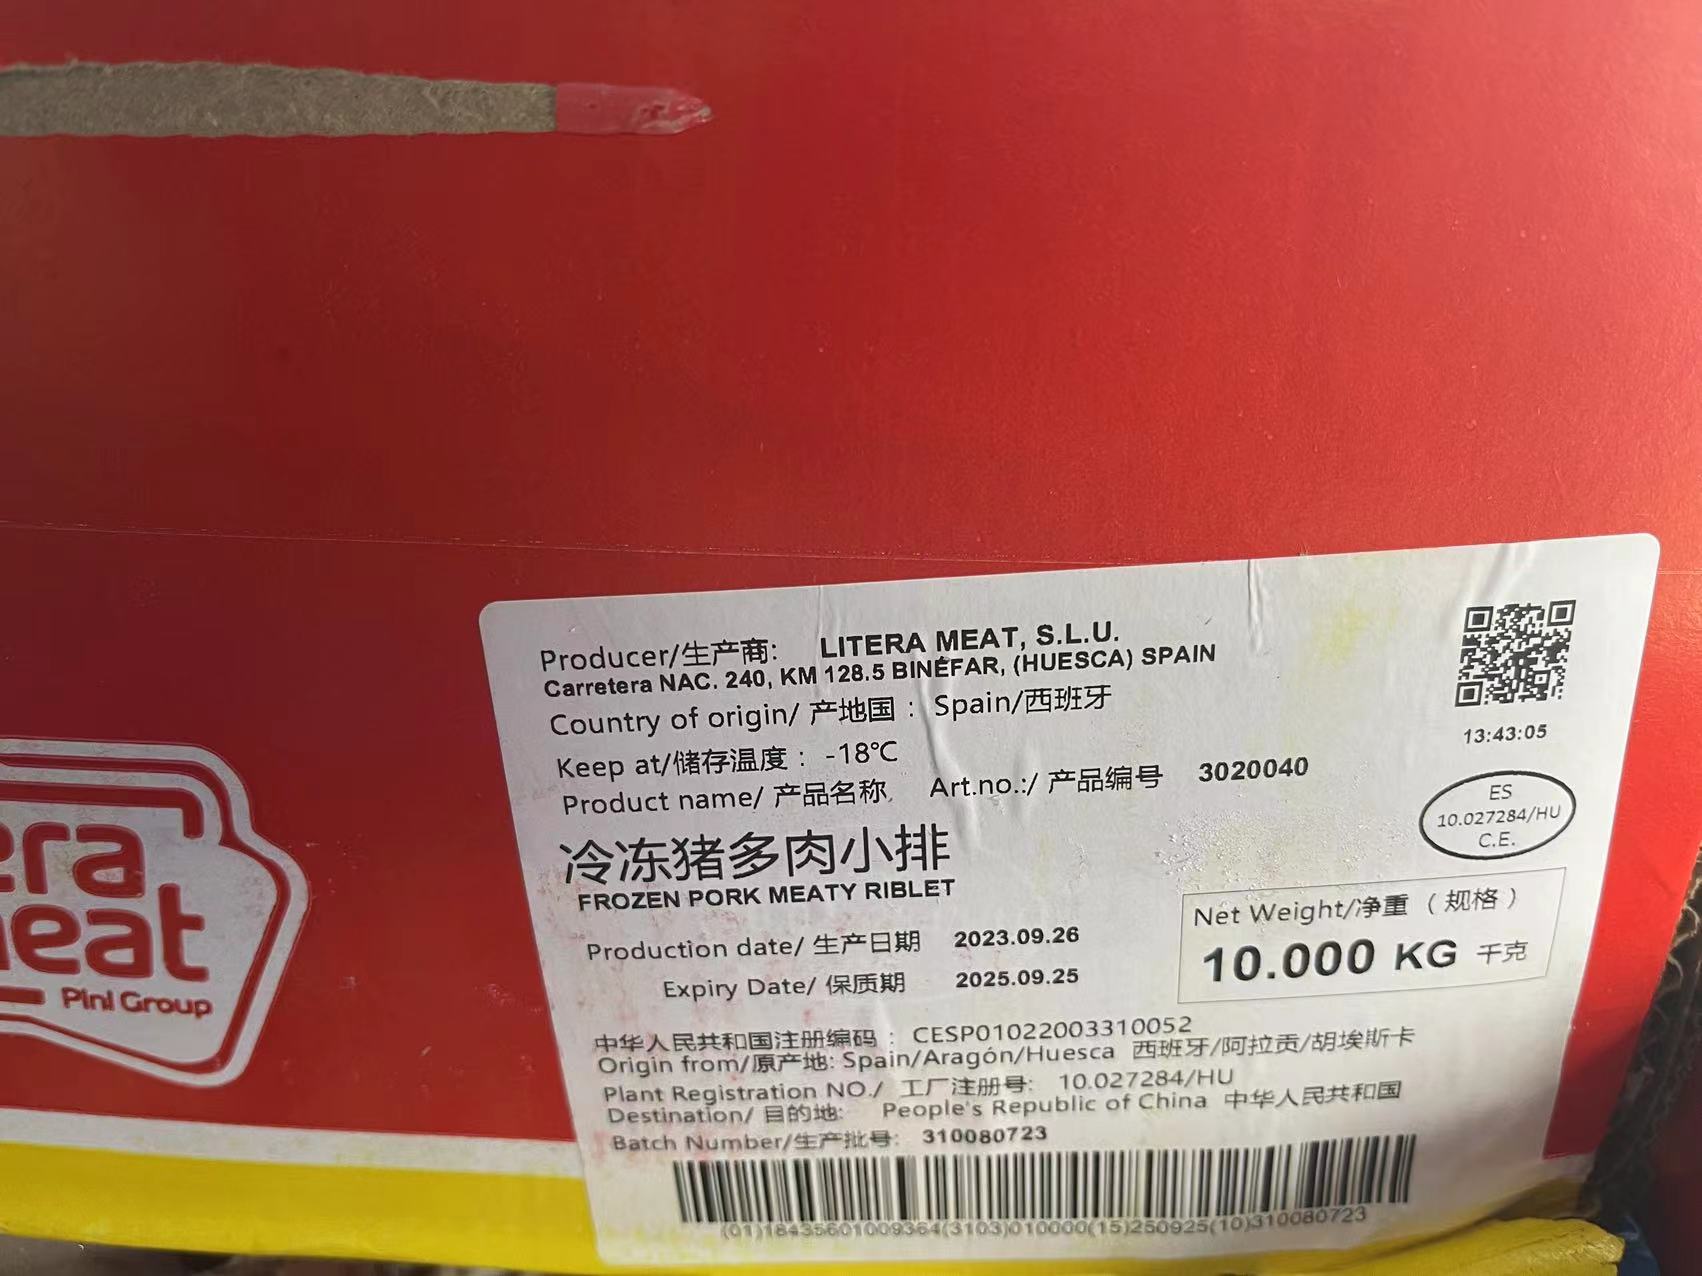 Producer/生产商: LITERA MEAT, S.L.U.
Carretera NAC. 240, KM 128.5 BINÉFAR, (HUESCA) SPAIN
Country of origin/ 产地国 : Spain/西班牙
Keep at/储存温度 : -18℃
Product name/ 产品名称 Art.no.:/ 产品编号 3020040
冷冻猪多肉小排
FROZEN PORK MEATY RIBLET
Production date/ 生产日期 2023.09.26
Expiry Date/ 保质期 2025.09.25
13:43:05
ES
10.027284/HU
C.E.
Net Weight/净重 ( 规格 )
10.000 KG 千克
中华人民共和国注册编码 : CESP01022003310052
Origin from/原产地: Spain/Aragón/Huesca 西班牙/阿拉贡/胡埃斯卡
Plant Registration NO./ 工厂注册号: 10.027284/HU
Destination/ 目的地: People's Republic of China 中华人民共和国
Batch Number/生产批号: 310080723
(01)18435601009364(3103)010000(15)250925(10)310080723
era
eat
Pini Group